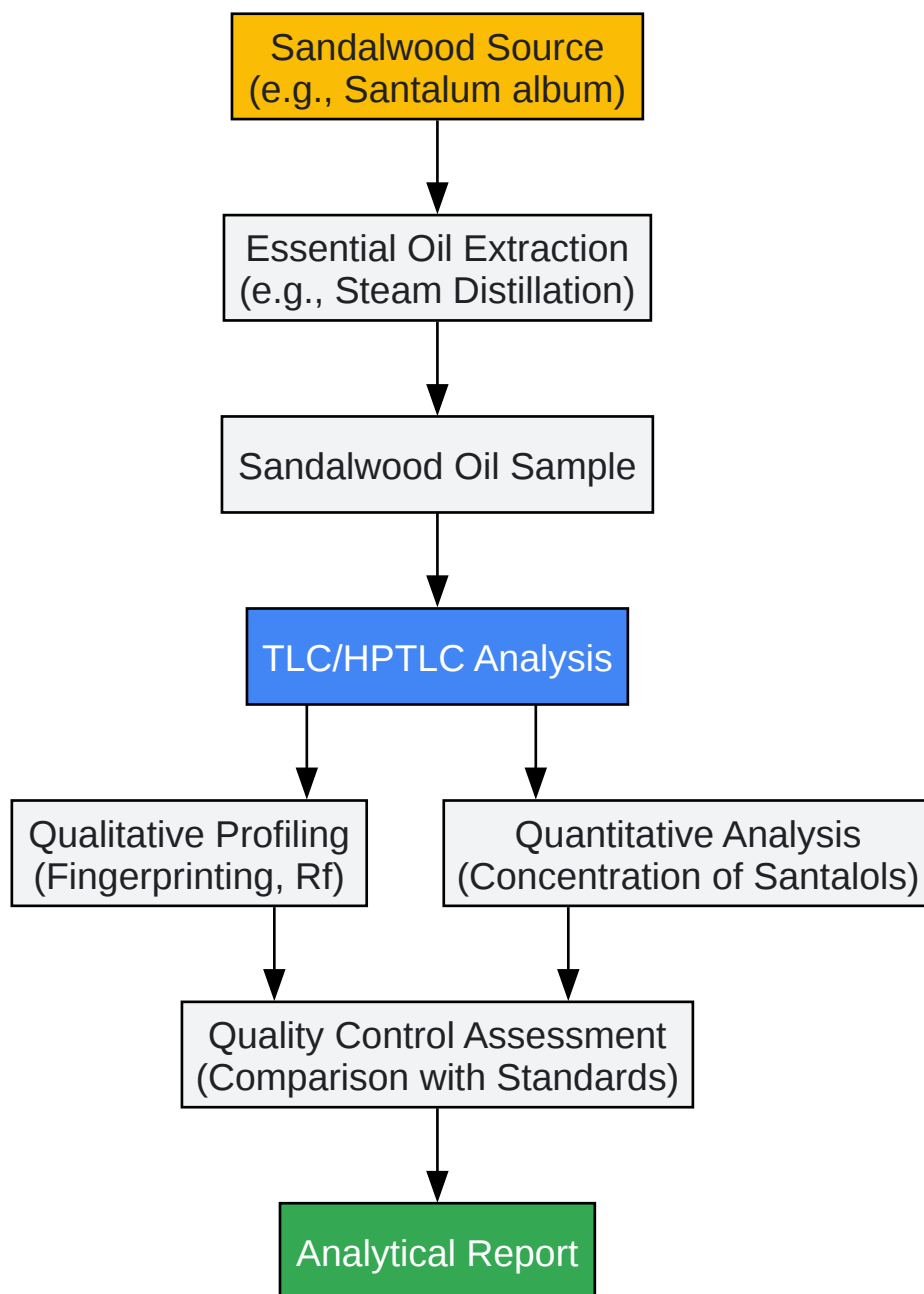 Sandalwood Source
(e.g., Santalum album)
Essential Oil Extraction
(e.g., Steam Distillation)
Sandalwood Oil Sample
TLC/HPTLC Analysis
Qualitative Profiling
(Fingerprinting, Rf)
Quantitative Analysis
(Concentration of Santalols)
Quality Control Assessment
(Comparison with Standards)
Analytical Report